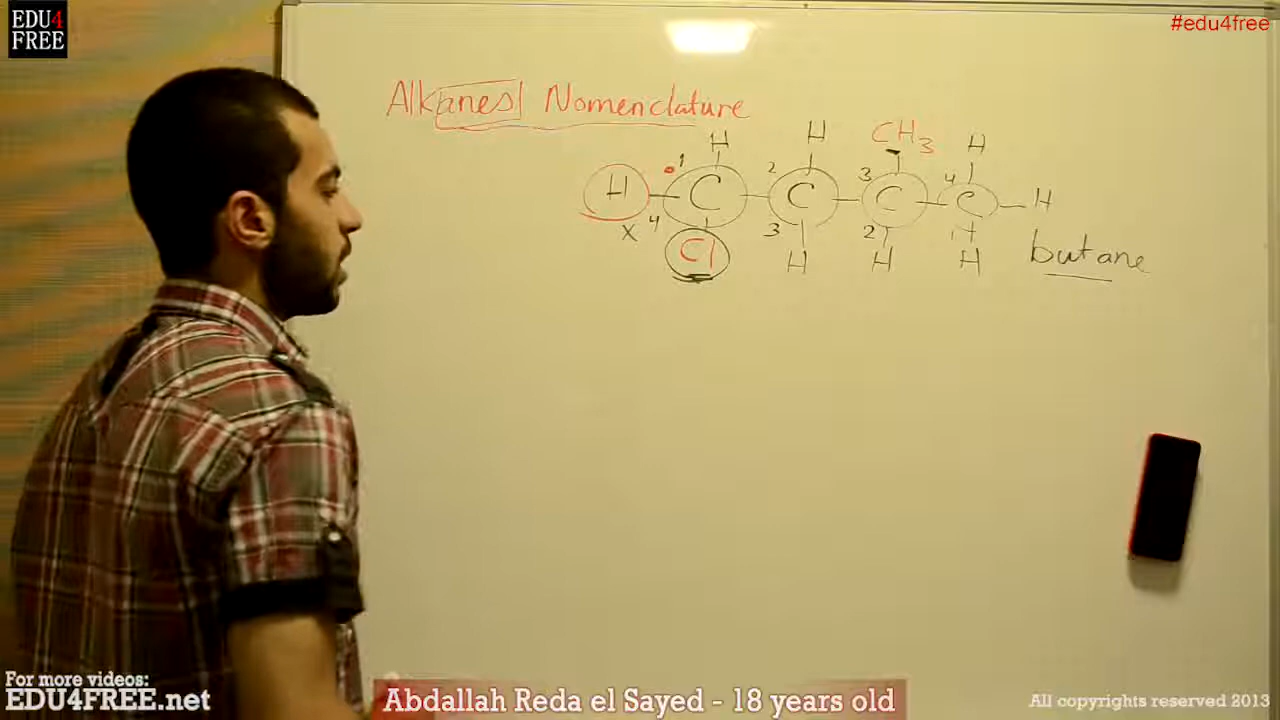 EDU4
FREE
#edu4free
Alkanes Nomenclature
H H CH3 H
1 2 3 4
H C C C C H
X 4 3 2 1
Cl H H H
butane
For more videos:
EDU4FREE.net
Abdallah Reda el Sayed - 18 years old
All copyrights reserved 2013